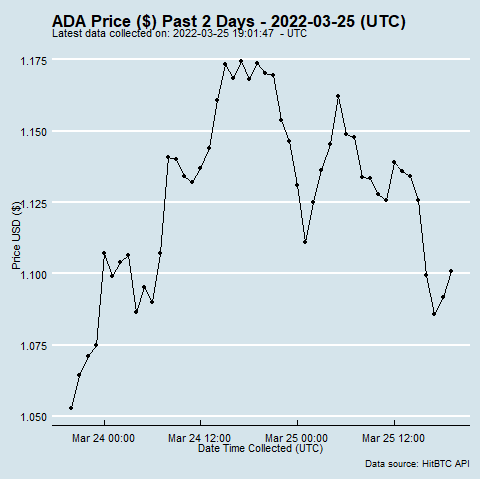 ADA Price ($) Past 2 Days - 2022-03-25 (UTC)
Latest data collected on: 2022-03-25 19:01:47  - UTC
Price USD ($)
1.175
1.150
1.125
1.100
1.075
1.050
Mar 24 00:00 Mar 24 12:00 Mar 25 00:00 Mar 25 12:00
Date Time Collected (UTC)
Data source: HitBTC API